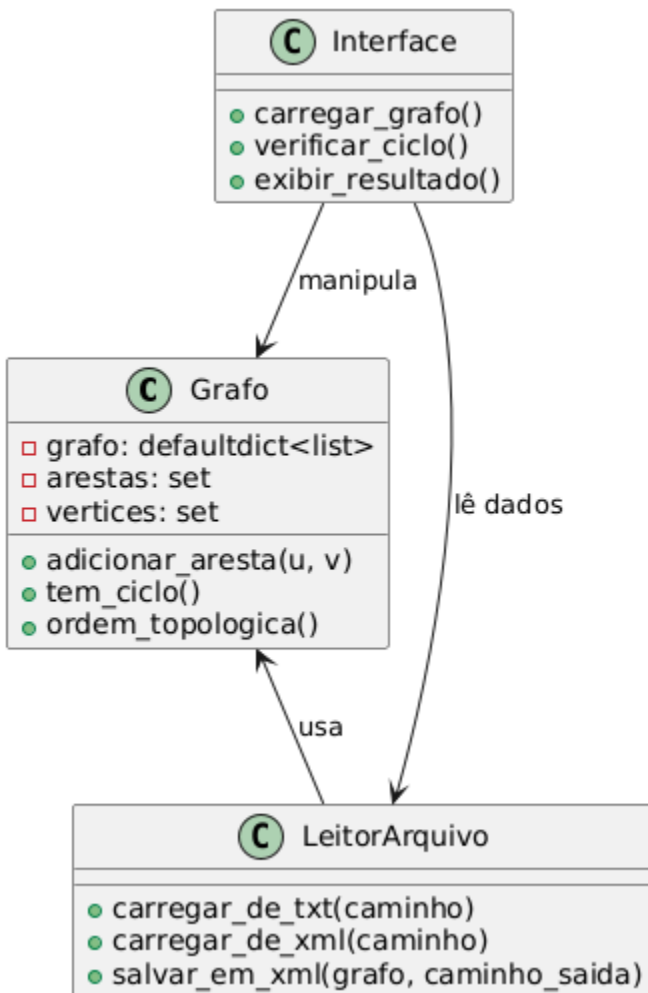 C Interface
carregar_grafo()
verificar_ciclo()
exibir_resultado()
manipula
C Grafo
grafo: defaultdict<list>
arestas: set
vertices: set
lê dados
adicionar_aresta(u, v)
tem_ciclo()
ordem_topologica()
usa
C LeitorArquivo
carregar_de_txt(caminho)
carregar_de_xml(caminho)
salvar_em_xml(grafo, caminho_saida)